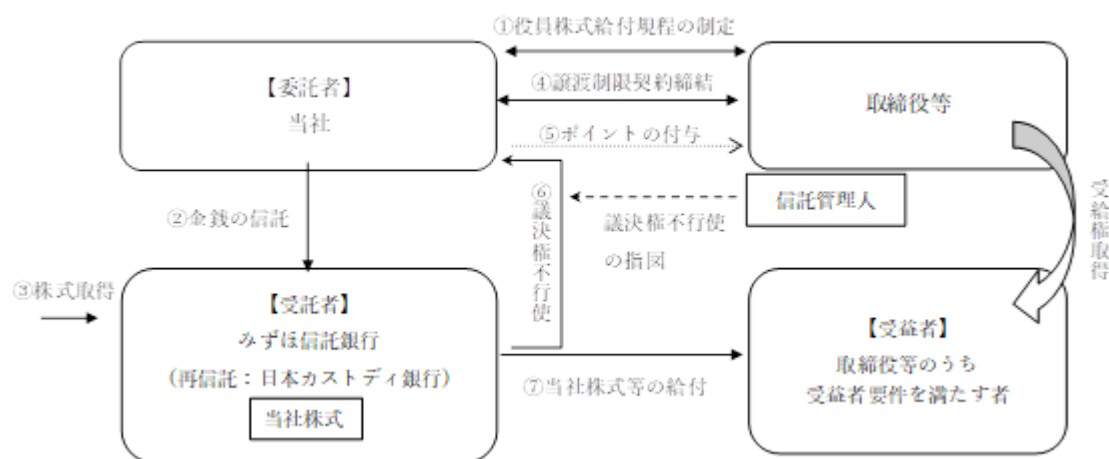 ①役員株式給付規程の制定
【委託者】
当社
④譲渡制限契約締結
取締役等
⑤ポイントの付与
②金銭の信託
⑥議決権不行使
議決権不行使
の指図
信託管理人
受給権取得
③株式取得
【受託者】
みずほ信託銀行
(再信託：日本カストディ銀行)
当社株式
⑦当社株式等の給付
【受益者】
取締役等のうち
受益者要件を満たす者